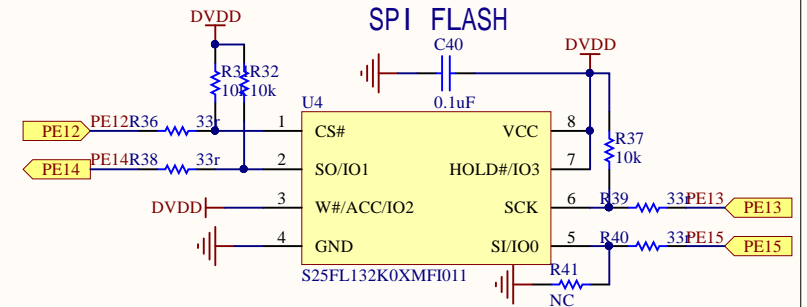 SPI FLASH
DVDD
C40
DVDD
R32
10k
10k
U4
0.1uF
PE12
PE12
R36
33r
1
CS#
VCC
8
R37
10k
PE14
PE14
R38
33r
2
SO/IO1
HOLD#/IO3
7
DVDD
3
W#/ACC/IO2
SCK
6
R39
33r
PE13
PE13
4
GND
SI/IO0
5
R40
33r
PE15
PE15
S25FL132K0XMFI011
R41
NC